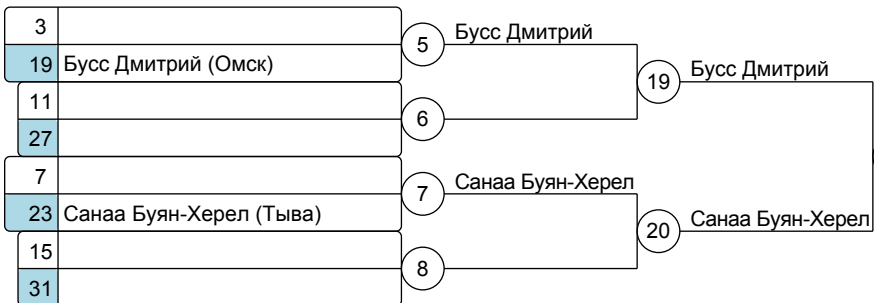 3
19 Бусс Дмитрий (Омск)
11
27
7
23 Санаа Буян-Херел (Тыва)
15
31
5 Бусс Дмитрий
6
7 Санаа Буян-Херел
8
19 Бусс Дмитрий
20 Санаа Буян-Херел